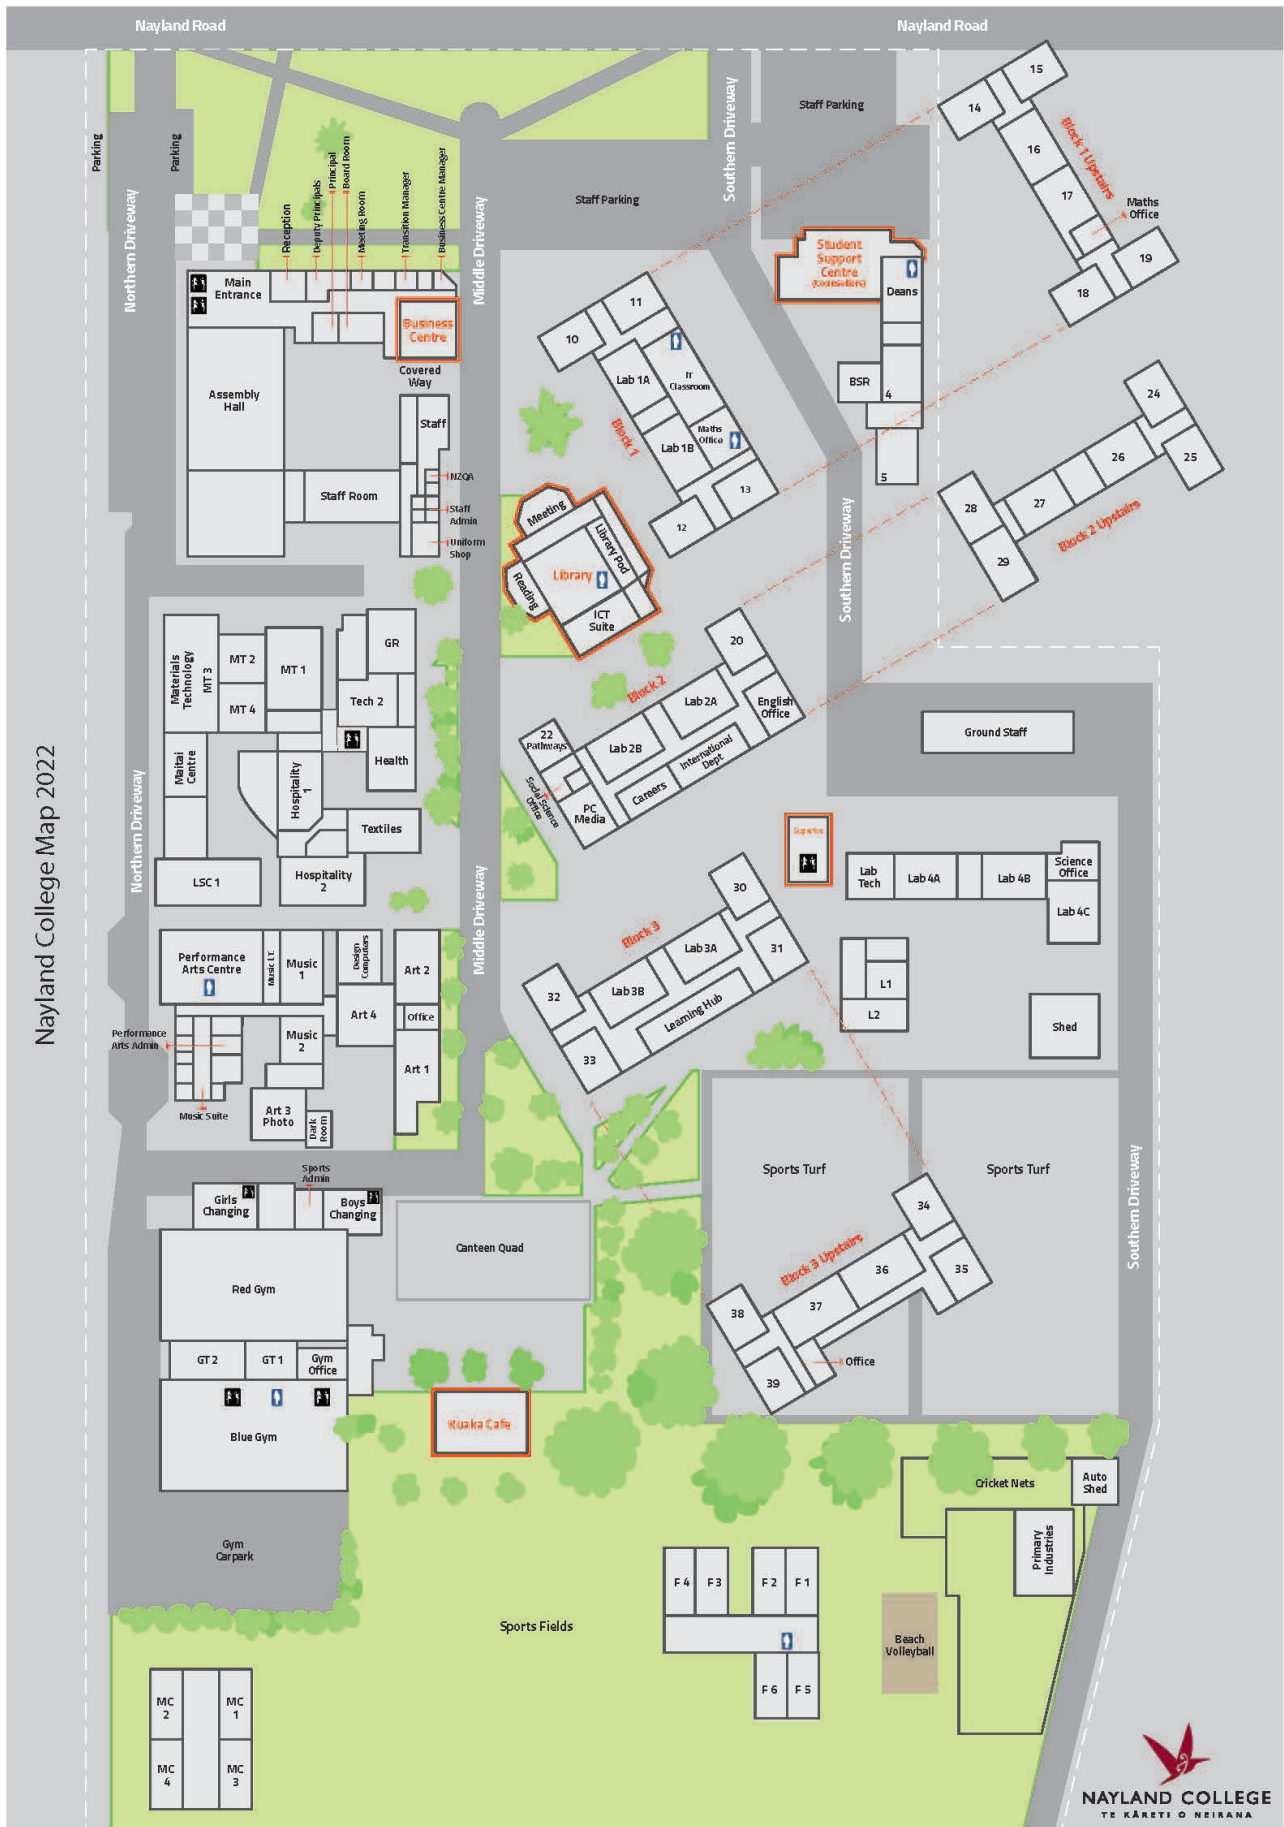 Nayland Road
Nayland Road
Parking
Parking
Northern Driveway
Middle Driveway
Southern Driveway
Staff Parking
Staff Parking
Reception
Deputy Principals
Principal
Board Room
Meeting Room
Transition Manager
Business Centre Manager
Main
Entrance
Business
Centre
Covered
Way
Assembly
Hall
Staff
NZQA
Staff Room
Staff
Admin
Uniform
Shop
Student
Support
Centre
(Counsellors)
Deans
BSR
4
5
15
14
16
17
Block 1 Upstairs
Maths
Office
19
18
11
10
Lab 1A
IT
Classroom
Block 1
Maths
Office
Lab 1B
13
12
24
26
25
28
27
29
Block 2 Upstairs
Meeting
Library Pod
Library
Reading
ICT
Suite
Southern Driveway
20
Block 2
Lab 2A
English
Office
22
Pathways
Lab 2B
International
Dept
Careers
Social Science
Office
PC
Media
Materials
Technology
MT 3
MT 2
MT 1
MT 4
GR
Tech 2
Health
Maitai
Centre
Hospitality
1
Textiles
LSC 1
Hospitality
2
Nayland College Map 2022
Northern Driveway
Middle Driveway
Ground Staff
Lab
Tech
Lab 4A
Lab 4B
Science
Office
Lab 4C
L1
L2
Shed
30
Block 3
Lab 3A
31
32
Lab 3B
Learning Hub
33
Performance
Arts Centre
Music I.T.
Music
1
Design
Computers
Art 2
Art 4
Office
Performance
Arts Admin
Music
2
Art 1
Music Suite
Art 3
Photo
Dark
Room
Sports
Admin
Girls
Changing
Boys
Changing
Canteen Quad
Red Gym
GT 2
GT 1
Gym
Office
Blue Gym
Kuaka Cafe
Gym
Carpark
Sports Turf
Sports Turf
Southern Driveway
34
Block 3 Upstairs
36
35
38
37
Office
39
Cricket Nets
Auto
Shed
Primary
Industries
F 4
F 3
F 2
F 1
F 6
F 5
Sports Fields
Beach
Volleyball
MC
2
MC
1
MC
4
MC
3
NAYLAND COLLEGE
TE KĀRETI O NEIRANA